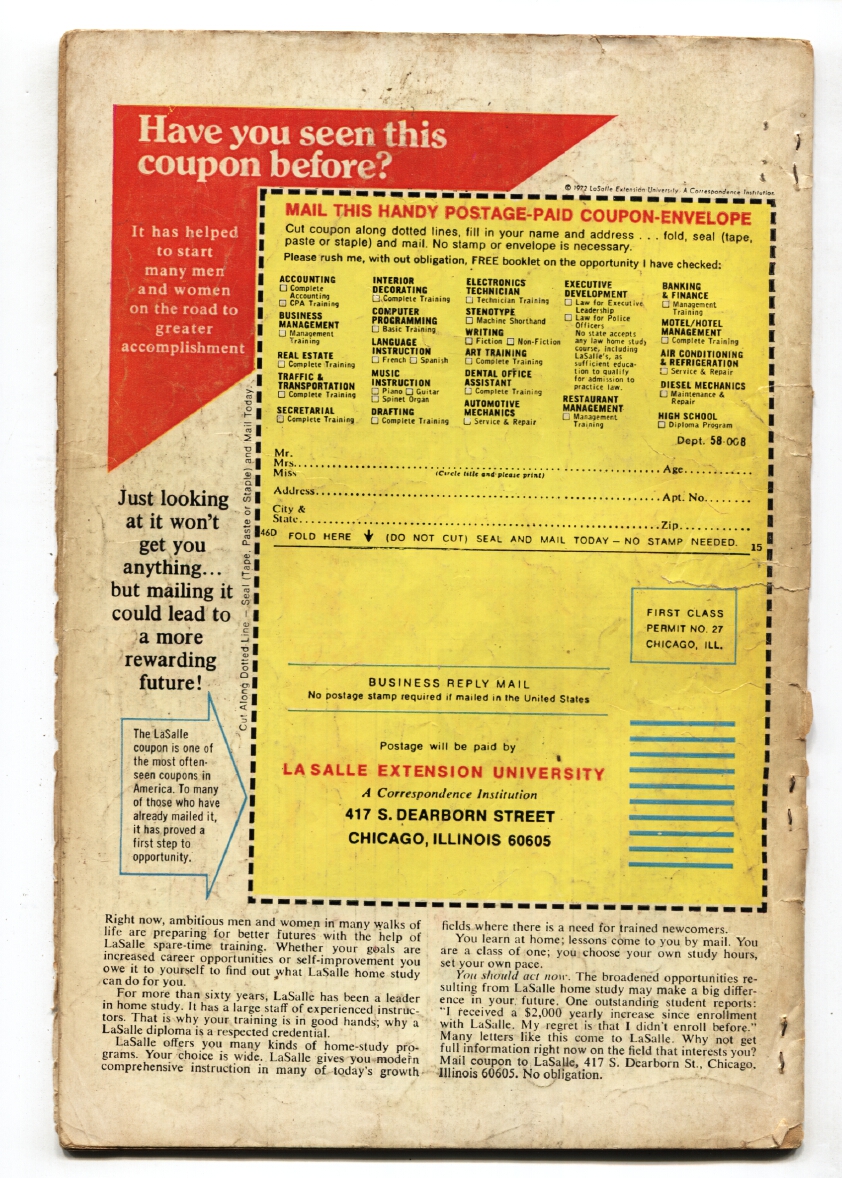 Have you seen this
coupon before?
It has helped
to start
many men
and women
on the road to
greater
accomplishment
© 1972 LaSalle Extension University. A Correspondence Institution
MAIL THIS HANDY POSTAGE-PAID COUPON-ENVELOPE
Cut coupon along dotted lines, fill in your name and address . . . fold, seal (tape,
paste or staple) and mail. No stamp or envelope is necessary.
Please rush me, with out obligation, FREE booklet on the opportunity I have checked:
ACCOUNTING
☐ Complete
Accounting
☐ CPA Training
BUSINESS
MANAGEMENT
☐ Management
Training
REAL ESTATE
☐ Complete Training
TRAFFIC &
TRANSPORTATION
☐ Complete Training
SECRETARIAL
☐ Complete Training
INTERIOR
DECORATING
☐ Complete Training
COMPUTER
PROGRAMMING
☐ Basic Training
LANGUAGE
INSTRUCTION
☐ French ☐ Spanish
MUSIC
INSTRUCTION
☐ Piano ☐ Guitar
☐ Spinet Organ
DRAFTING
☐ Complete Training
ELECTRONICS
TECHNICIAN
☐ Technician Training
STENOTYPE
☐ Machine Shorthand
WRITING
☐ Fiction ☐ Non-Fiction
ART TRAINING
☐ Complete Training
DENTAL OFFICE
ASSISTANT
☐ Complete Training
AUTOMOTIVE
MECHANICS
☐ Service & Repair
EXECUTIVE
DEVELOPMENT
☐ Law for Executive
Leadership
☐ Law for Police
Officers
No state accepts
any law home study
course, including
LaSalle's, as
sufficient educa-
tion to qualify
for admission to
practice law.
RESTAURANT
MANAGEMENT
☐ Management
Training
BANKING
& FINANCE
☐ Management
Training
MOTEL/HOTEL
MANAGEMENT
☐ Complete Training
AIR CONDITIONING
& REFRIGERATION
☐ Service & Repair
DIESEL MECHANICS
☐ Maintenance &
Repair
HIGH SCHOOL
☐ Diploma Program
Dept. 58-008
Mr.
Mrs. Age
Miss (Circle title and please print)
Address Apt. No.
City &
State Zip
46D FOLD HERE ↓ (DO NOT CUT) SEAL AND MAIL TODAY – NO STAMP NEEDED. 15
Cut Along Dotted Line – Seal (Tape, Paste or Staple) and Mail Today.
Just looking
at it won't
get you
anything...
but mailing it
could lead to
a more
rewarding
future!
The LaSalle
coupon is one of
the most often-
seen coupons in
America. To many
of those who have
already mailed it,
it has proved a
first step to
opportunity.
FIRST CLASS
PERMIT NO. 27
CHICAGO, ILL.
BUSINESS REPLY MAIL
No postage stamp required if mailed in the United States
Postage will be paid by
LA SALLE EXTENSION UNIVERSITY
A Correspondence Institution
417 S. DEARBORN STREET
CHICAGO, ILLINOIS 60605
Right now, ambitious men and women in many walks of
life are preparing for better futures with the help of
LaSalle spare-time training. Whether your goals are
increased career opportunities or self-improvement you
owe it to yourself to find out what LaSalle home study
can do for you.
For more than sixty years, LaSalle has been a leader
in home study. It has a large staff of experienced instruc-
tors. That is why your training is in good hands; why a
LaSalle diploma is a respected credential.
LaSalle offers you many kinds of home-study pro-
grams. Your choice is wide. LaSalle gives you modern
comprehensive instruction in many of today's growth
fields where there is a need for trained newcomers.
You learn at home; lessons come to you by mail. You
are a class of one; you choose your own study hours,
set your own pace.
You should act now. The broadened opportunities re-
sulting from LaSalle home study may make a big differ-
ence in your future. One outstanding student reports:
"I received a $2,000 yearly increase since enrollment
with LaSalle. My regret is that I didn't enroll before."
Many letters like this come to LaSalle. Why not get
full information right now on the field that interests you?
Mail coupon to LaSalle, 417 S. Dearborn St., Chicago,
Illinois 60605. No obligation.